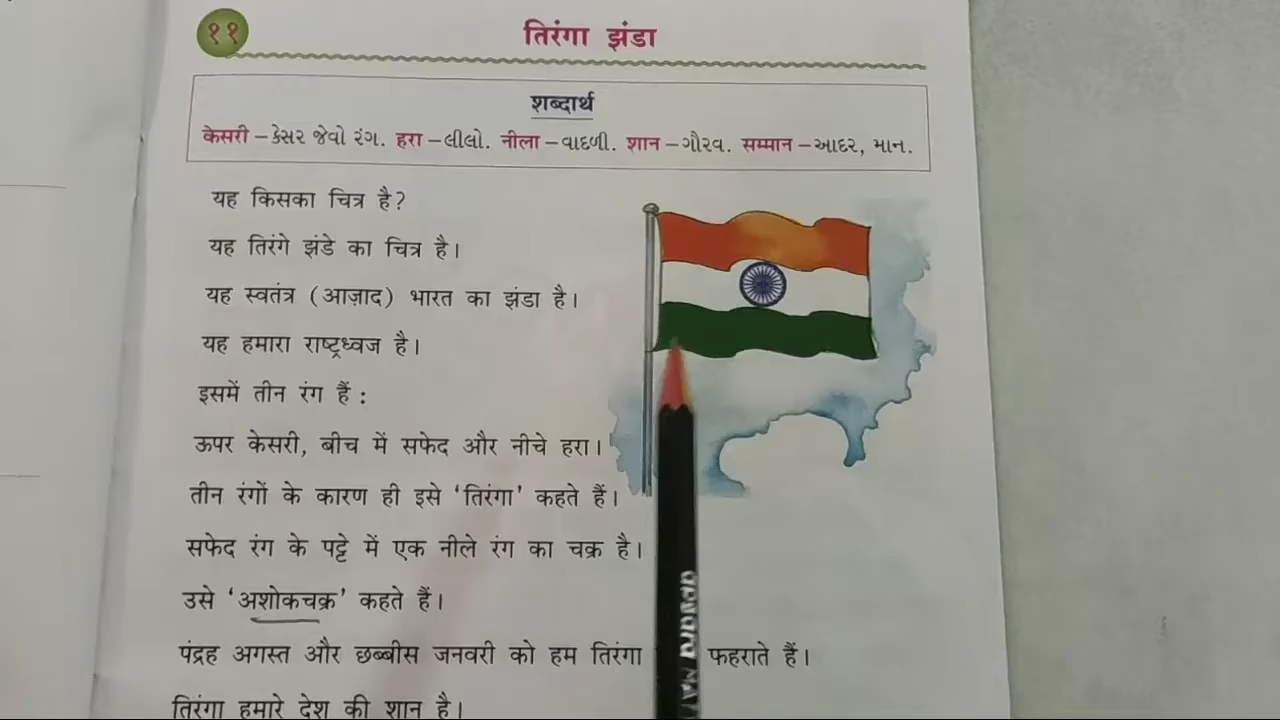 ११
तिरंगा झंडा
शब्दार्थ
केसरी – કેસર જેવો રંગ. हरा – લીલો. नीला – વાદળી. शान – ગૌરવ. सम्मान – આદર, માન.
यह किसका चित्र है?
यह तिरंगे झंडे का चित्र है।
यह स्वतंत्र (आज़ाद) भारत का झंडा है।
यह हमारा राष्ट्रध्वज है।
इसमें तीन रंग हैं :
ऊपर केसरी, बीच में सफेद और नीचे हरा।
तीन रंगों के कारण ही इसे ‘तिरंगा’ कहते हैं।
सफेद रंग के पट्टे में एक नीले रंग का चक्र है।
उसे ‘अशोकचक्र’ कहते हैं।
पंद्रह अगस्त और छब्बीस जनवरी को हम तिरंगा फहराते हैं।
तिरंगा हमारे देश की शान है।
apsara